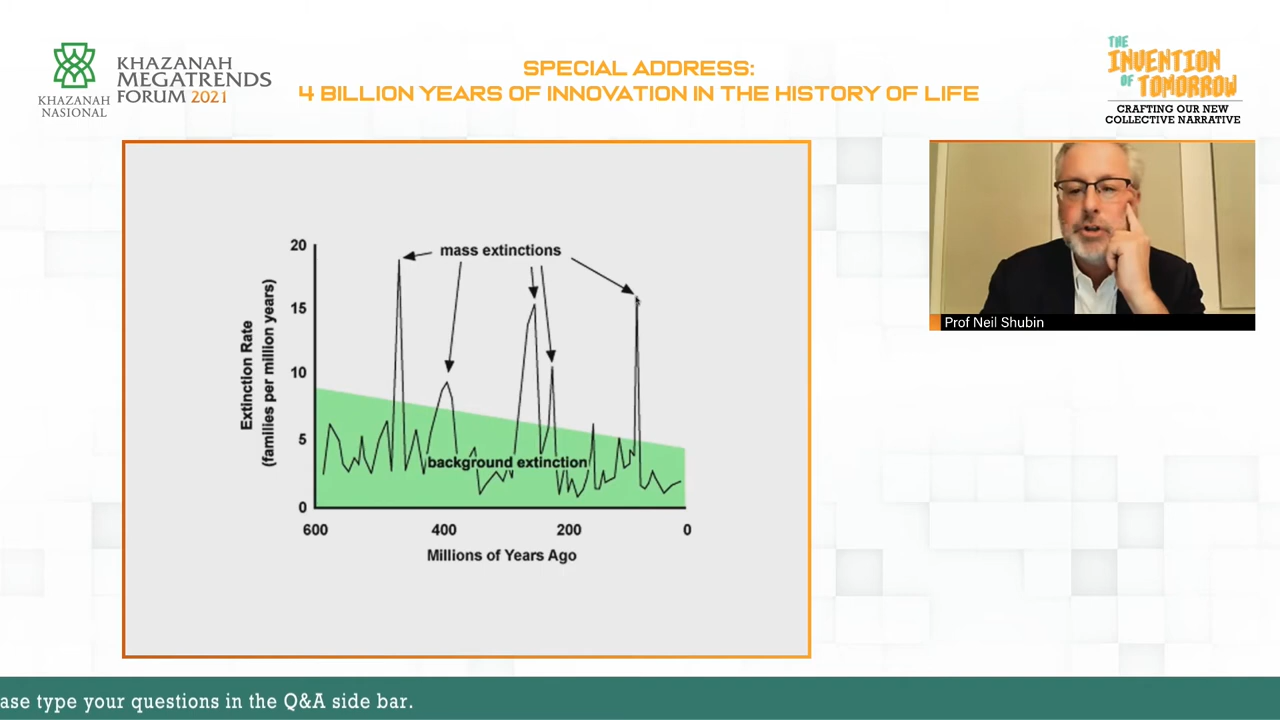 KHAZANAH
NASIONAL
KHAZANAH
MEGATRENDS
FORUM 2021
SPECIAL ADDRESS:
4 BILLION YEARS OF INNOVATION IN THE HISTORY OF LIFE
THE
INVENTION
OF TOMORROW
CRAFTING OUR NEW
COLLECTIVE NARRATIVE
mass extinctions
20
15
10
5
0
Extinction Rate
(families per million years)
background extinction
600
400
200
0
Millions of Years Ago
Prof Neil Shubin
ase type your questions in the Q&A side bar.